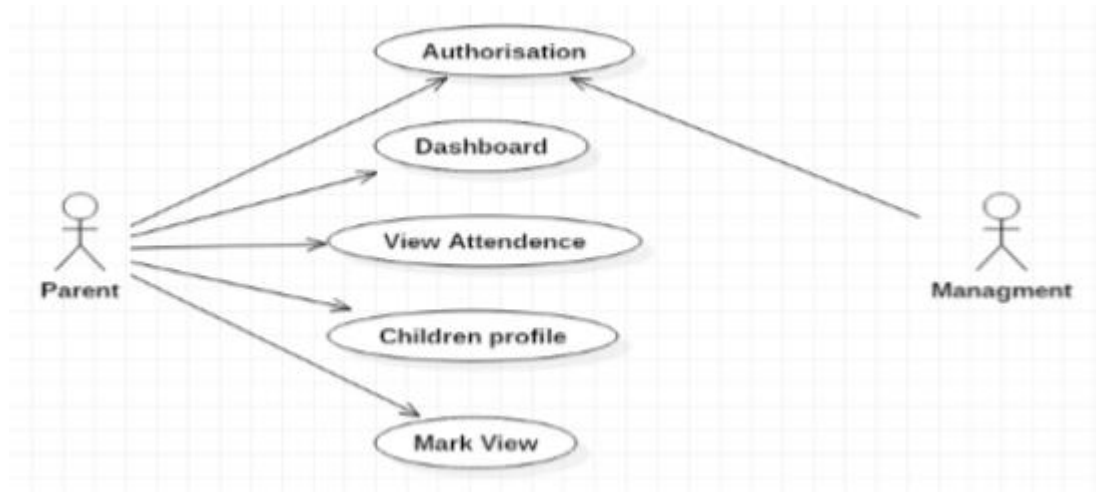 Authorisation
Dashboard
View Attendence
Parent
Managment
Children profile
Mark View